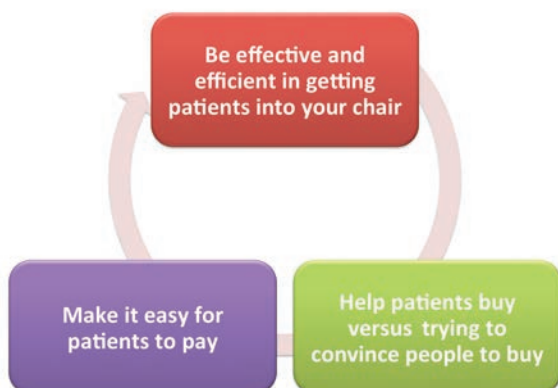 Be effective and
efficient in getting
patients into your chair
Help patients buy
versus trying to
convince people to buy
Make it easy for
patients to pay